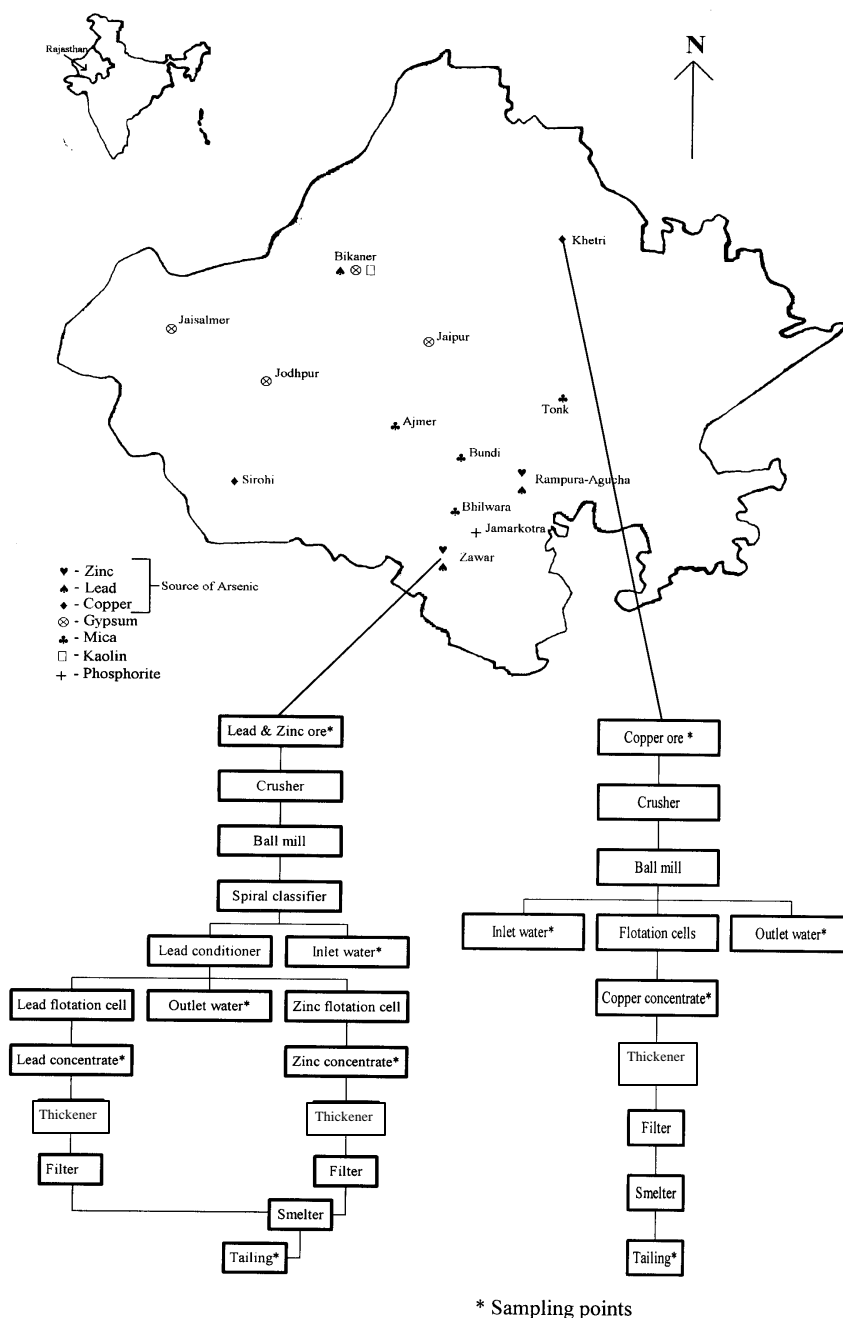 Rajasthan
N
Khetri
Bikaner
Jaisalmer
Jaipur
Jodhpur
Tonk
Ajmer
Bundi
Sirohi
Rampura-Agucha
Bhilwara
Jamarkotra
Zawar
♥ - Zinc
♠ - Lead
♦ - Copper
Source of Arsenic
⊗ - Gypsum
♣ - Mica
□ - Kaolin
+ - Phosphorite
Lead & Zinc ore*
Crusher
Ball mill
Spiral classifier
Lead conditioner
Inlet water*
Lead flotation cell
Outlet water*
Zinc flotation cell
Lead concentrate*
Zinc concentrate*
Thickener
Thickener
Filter
Filter
Smelter
Tailing*
Copper ore *
Crusher
Ball mill
Inlet water*
Flotation cells
Outlet water*
Copper concentrate*
Thickener
Filter
Smelter
Tailing*
* Sampling points